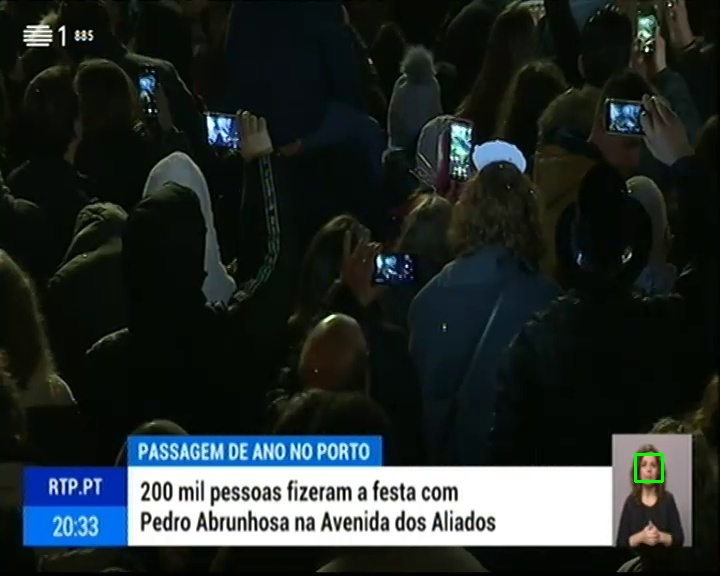 1 885
PASSAGEM DE ANO NO PORTO
RTP.PT
200 mil pessoas fizeram a festa com
20:33
Pedro Abrunhosa na Avenida dos Aliados